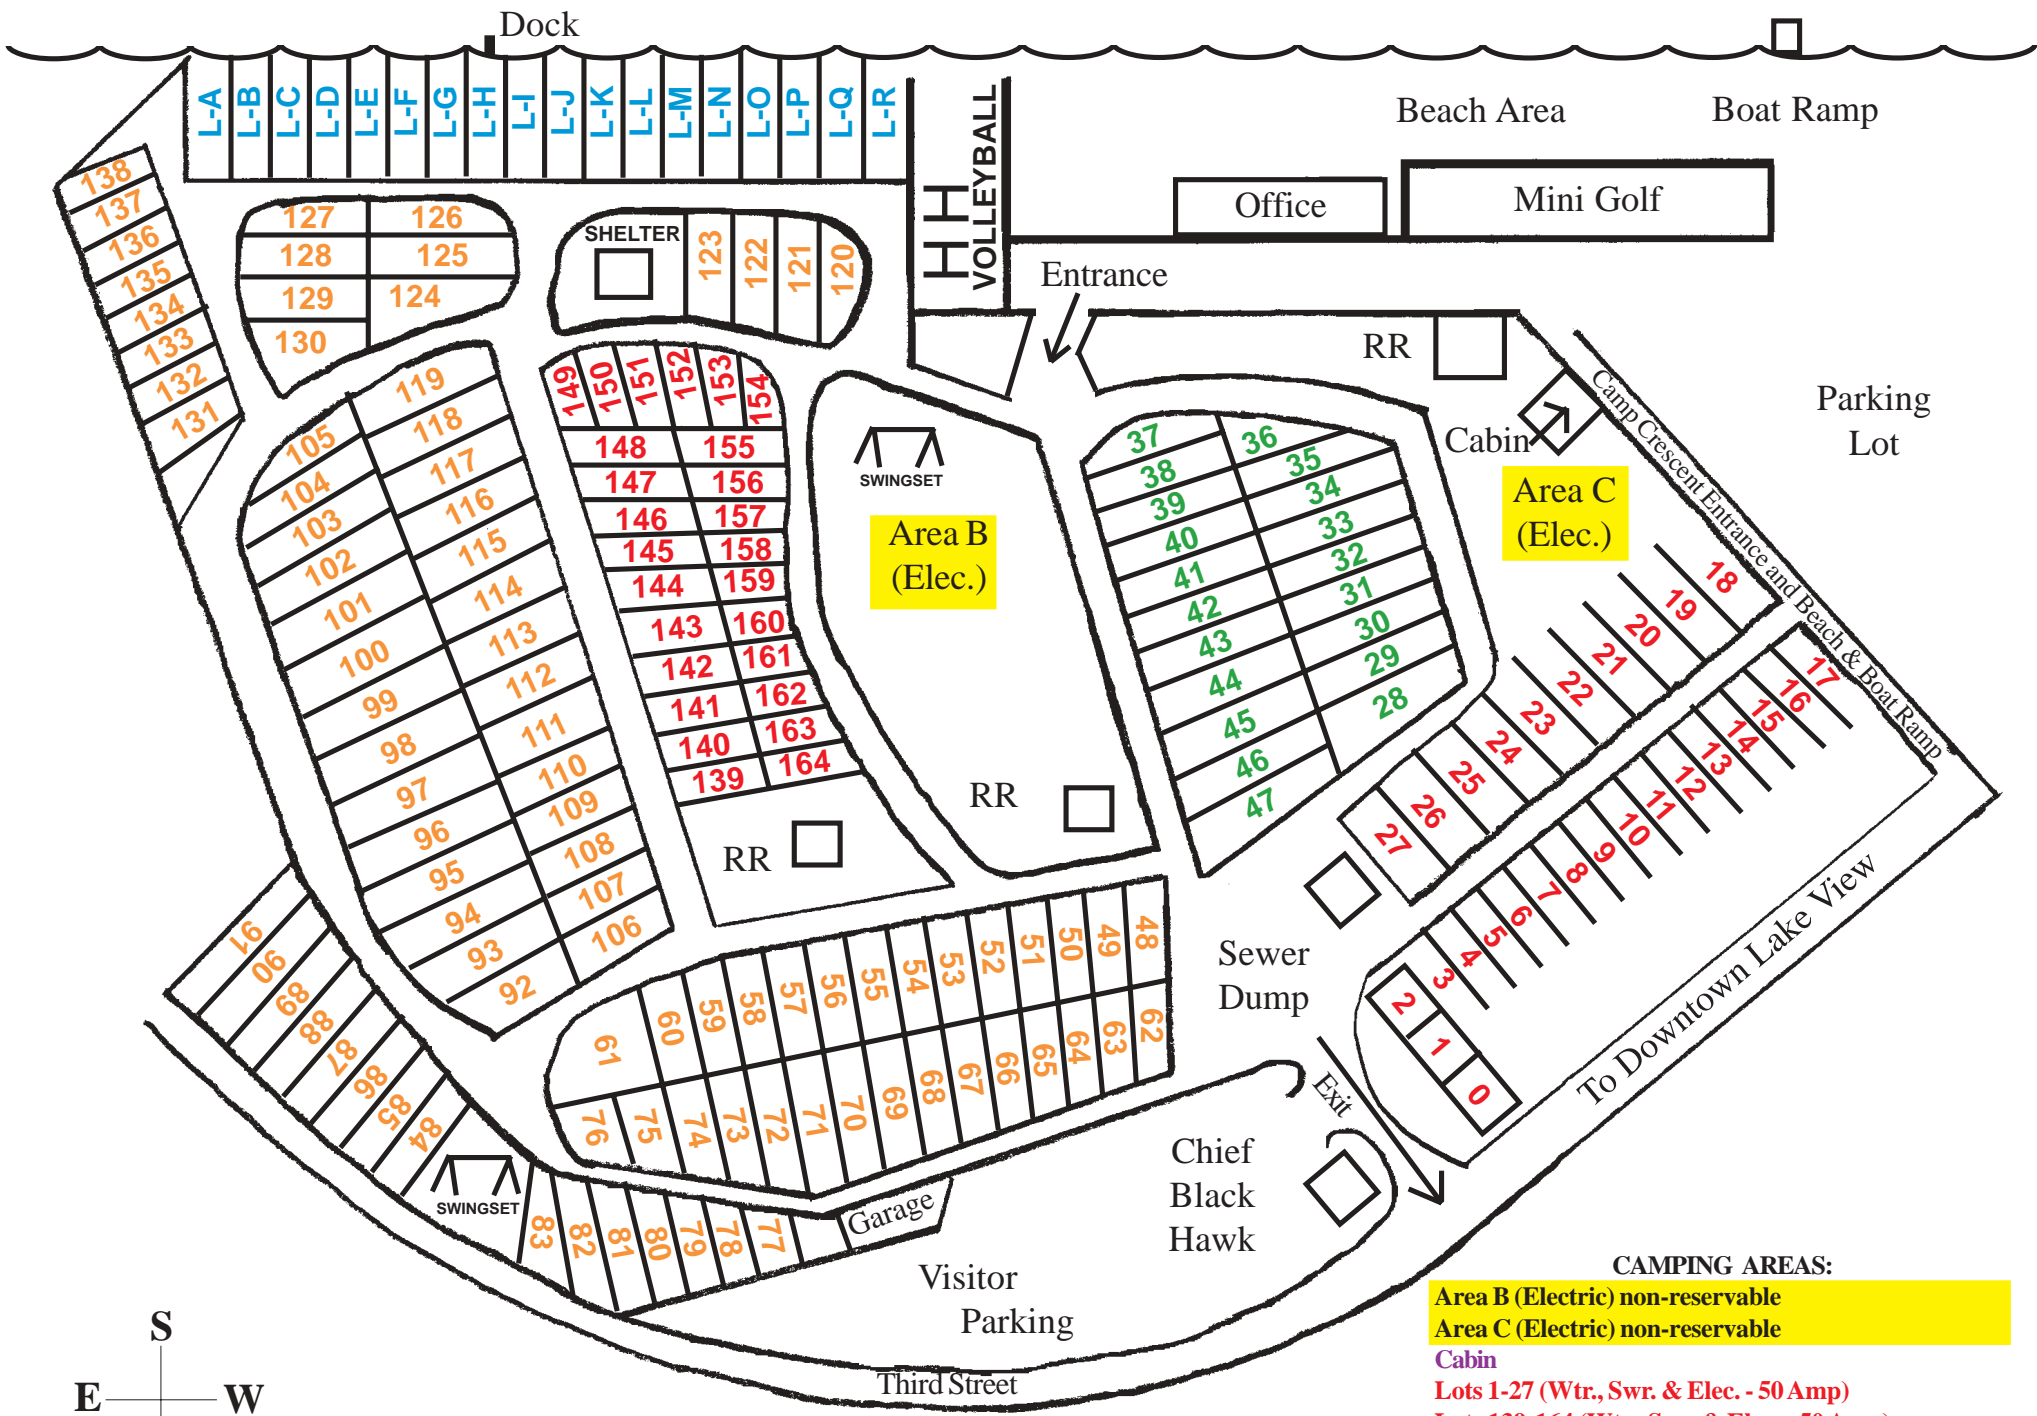 Dock
L-A
L-B
L-C
L-D
L-E
L-F
L-G
L-H
L-I
L-J
L-K
L-L
L-M
L-N
L-O
L-P
L-Q
L-R
VOLLEYBALL
Beach Area
Boat Ramp
Office
Mini Golf
Entrance
138
137
136
135
134
133
132
131
127
126
128
125
129
124
130
SHELTER
123
122
121
120
RR
Cabin
Area C
(Elec.)
Parking
Lot
Camp Crescent Entrance and Beach & Boat Ramp
119
118
117
116
115
114
113
112
111
110
109
108
107
106
105
104
103
102
101
100
99
98
97
96
95
94
93
92
149
150
151
152
153
154
148
155
147
156
146
157
145
158
144
159
143
160
142
161
141
162
140
163
139
164
RR
SWINGSET
Area B
(Elec.)
RR
37
36
38
35
39
34
40
33
41
32
42
31
43
30
44
29
45
28
46
47
18
19
20
21
22
23
24
25
26
27
17
16
15
14
13
12
11
10
9
8
7
6
5
4
3
2
1
0
Sewer
Dump
To Downtown Lake View
Exit
91
90
89
88
87
86
85
84
SWINGSET
61
60
59
58
57
56
55
54
53
52
51
50
49
48
76
75
74
73
72
71
70
69
68
67
66
65
64
63
62
83
82
81
80
79
78
77
Garage
Chief
Black
Hawk
Visitor
Parking
Third Street
S
E
W
CAMPING AREAS:
Area B (Electric) non-reservable
Area C (Electric) non-reservable
Cabin
Lots 1-27 (Wtr., Swr. & Elec. - 50 Amp)
Lots 139-164 (Wtr., Swr. & Elec. - 50 Amp)